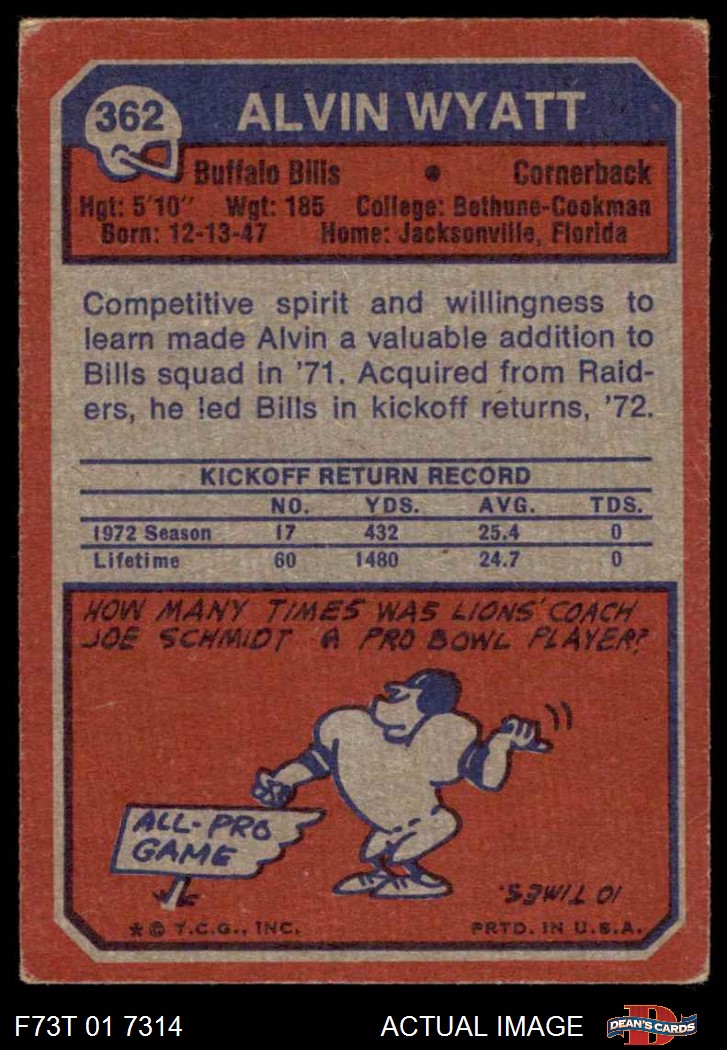 362
ALVIN WYATT
Buffalo Bills • Cornerback
Hgt: 5'10" Wgt: 185 College: Bethune-Cookman
Born: 12-13-47 Home: Jacksonville, Florida
Competitive spirit and willingness to
learn made Alvin a valuable addition to
Bills squad in '71. Acquired from Raid-
ers, he led Bills in kickoff returns, '72.
KICKOFF RETURN RECORD
NO. YDS. AVG. TDS.
1972 Season 17 432 25.4 0
Lifetime 60 1480 24.7 0
HOW MANY TIMES WAS LIONS' COACH
JOE SCHMIDT A PRO BOWL PLAYER?
ALL-PRO
GAME
10 TIMES.
* © T.C.G., INC. PRTD. IN U.S.A.
F73T 01 7314 ACTUAL IMAGE
D
DEAN'S CARDS